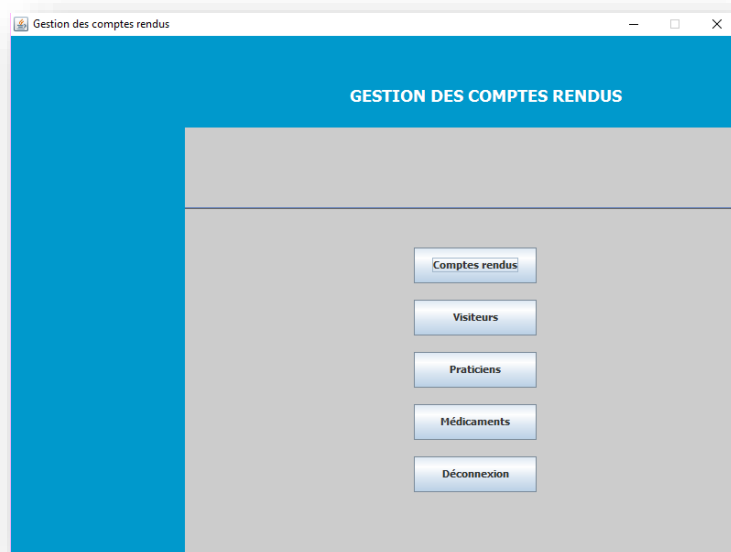 Gestion des comptes rendus
GESTION DES COMPTES RENDUS
Comptes rendus
Visiteurs
Praticiens
Médicaments
Déconnexion